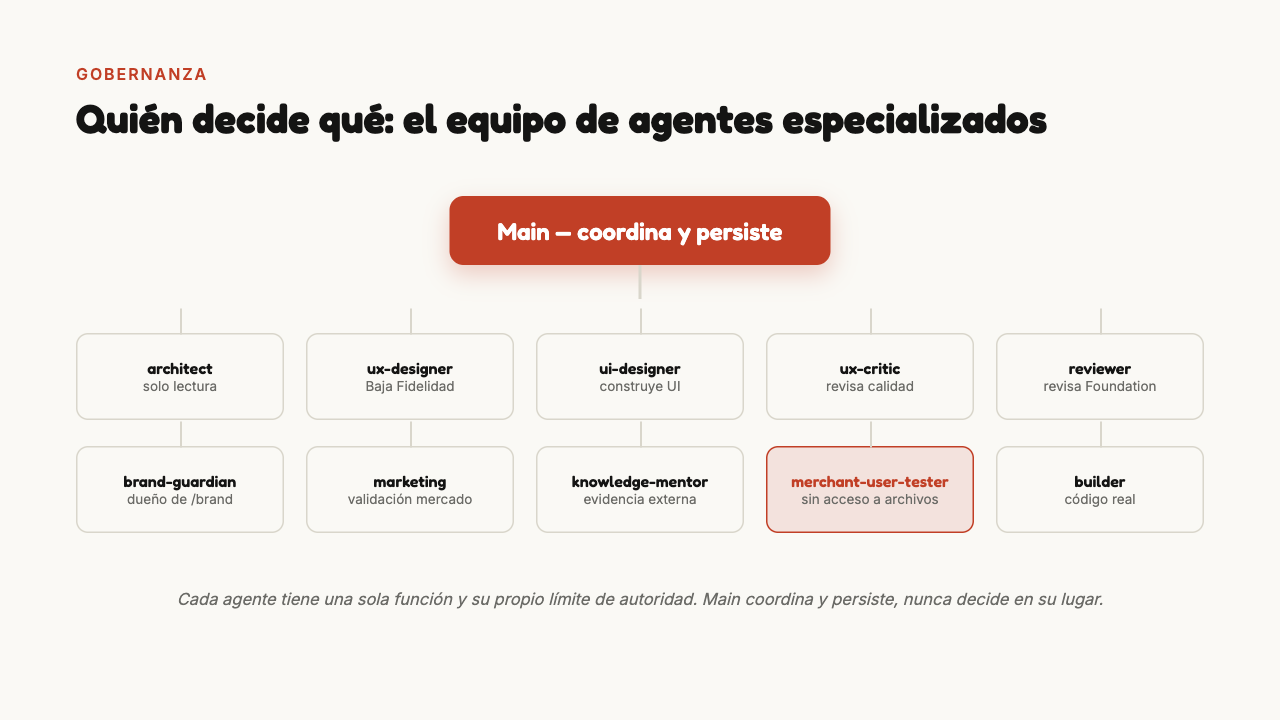 GOBERNANZA
Quién decide qué: el equipo de agentes especializados
Main — coordina y persiste
architect
solo lectura
ux-designer
Baja Fidelidad
ui-designer
construye UI
ux-critic
revisa calidad
reviewer
revisa Foundation
brand-guardian
dueño de /brand
marketing
validación mercado
knowledge-mentor
evidencia externa
merchant-user-tester
sin acceso a archivos
builder
código real
Cada agente tiene una sola función y su propio límite de autoridad. Main coordina y persiste, nunca decide en su lugar.